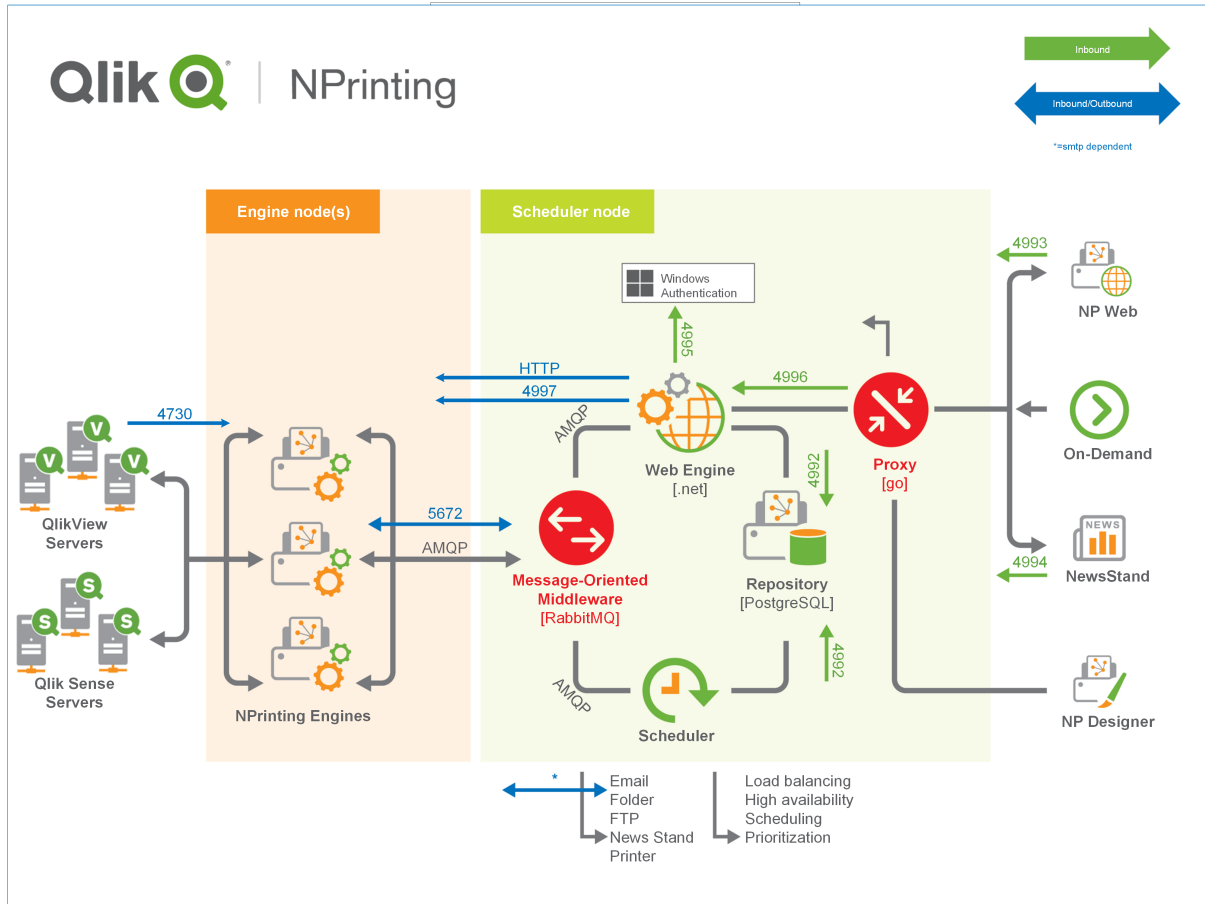 Qlik Q ® | NPrinting
Inbound
Inbound/Outbound
*=smtp dependent
Engine node(s)
Scheduler node
Windows
Authentication
4995
HTTP
4997
4996
4993
NP Web
4730
V
V
V
QlikView
Servers
AMQP
Web Engine
[.net]
Proxy
[go]
On-Demand
4992
5672
AMQP
Message-Oriented
Middleware
[RabbitMQ]
Repository
[PostgreSQL]
NEWS
4994
NewsStand
S
S
S
Qlik Sense
Servers
NPrinting Engines
AMQP
Scheduler
4992
NP Designer
*
Email
Folder
FTP
News Stand
Printer
Load balancing
High availability
Scheduling
Prioritization